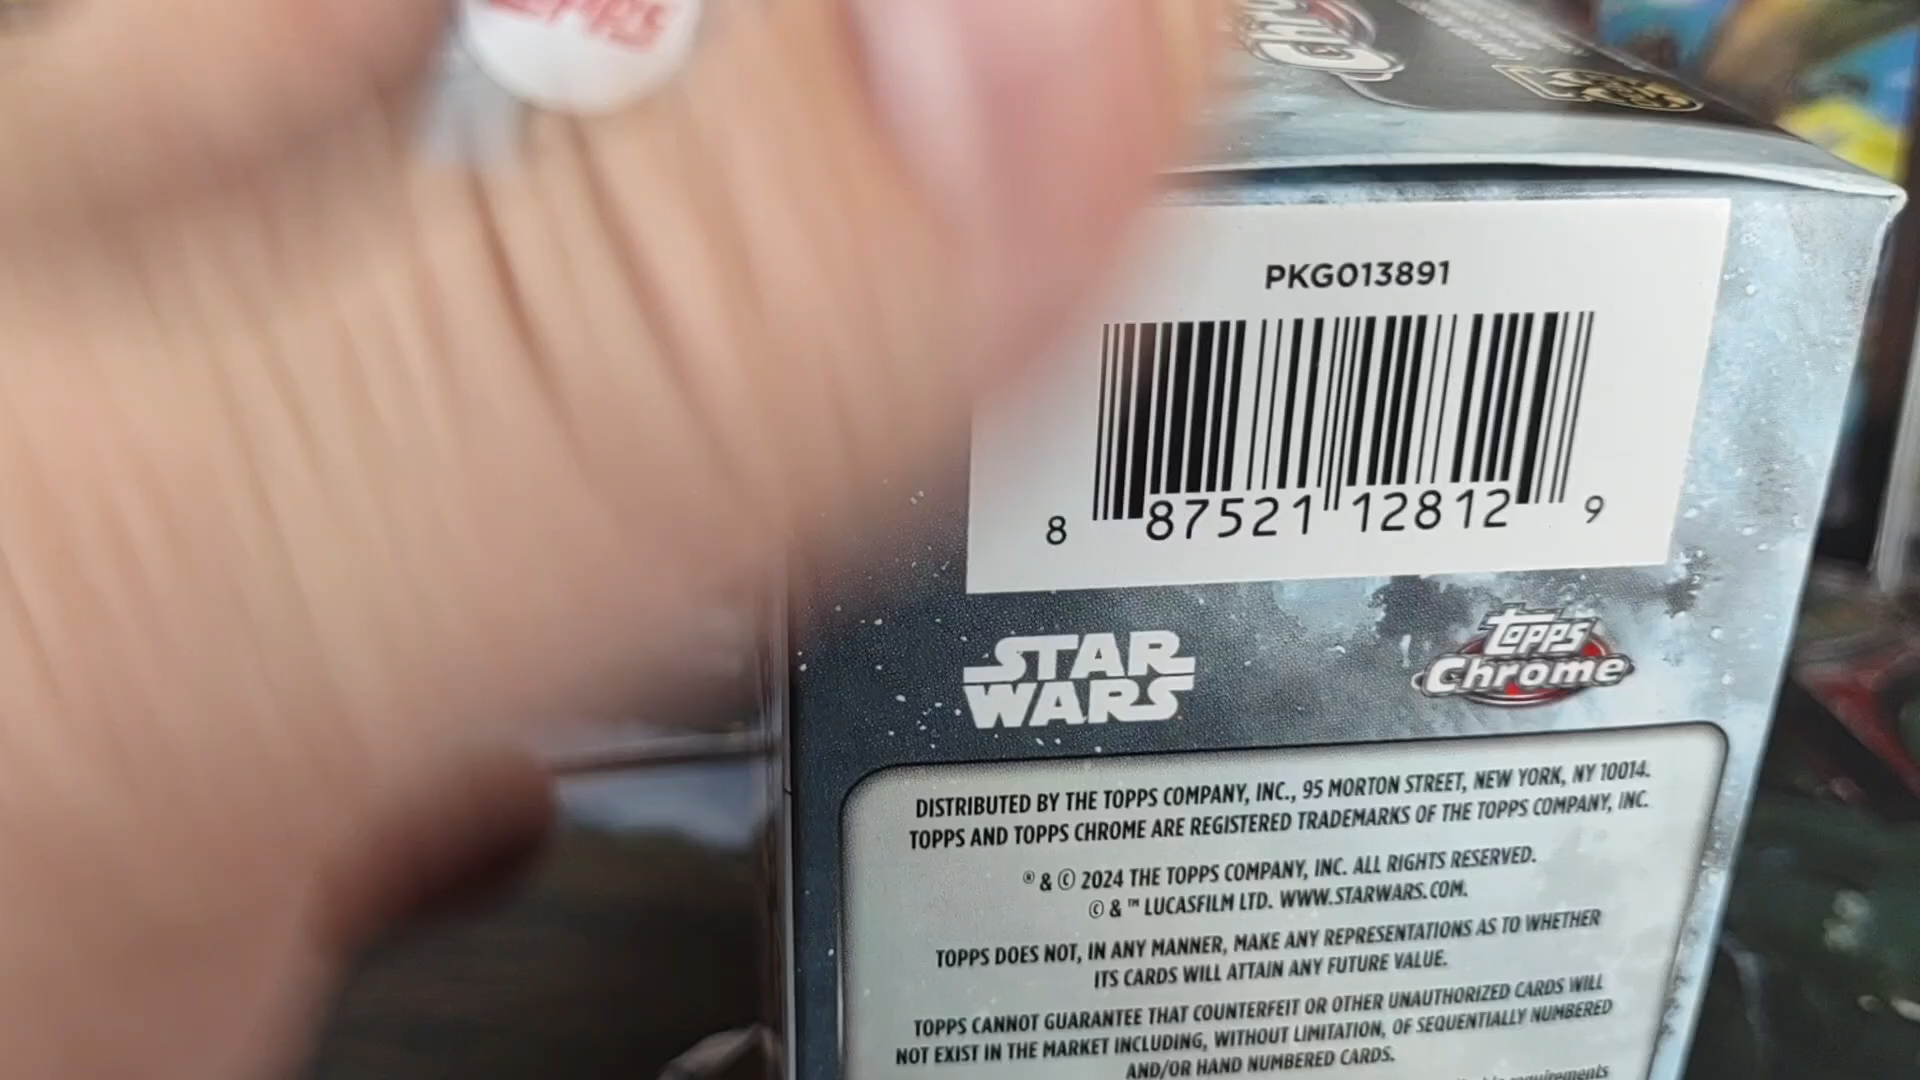 PKG013891
8 87521 12812 9
STAR
WARS
Topps
Chrome
DISTRIBUTED BY THE TOPPS COMPANY, INC., 95 MORTON STREET, NEW YORK, NY 10014.
TOPPS AND TOPPS CHROME ARE REGISTERED TRADEMARKS OF THE TOPPS COMPANY, INC.
® & © 2024 THE TOPPS COMPANY, INC. ALL RIGHTS RESERVED.
© & ™ LUCASFILM LTD. WWW.STARWARS.COM.
TOPPS DOES NOT, IN ANY MANNER, MAKE ANY REPRESENTATIONS AS TO WHETHER
ITS CARDS WILL ATTAIN ANY FUTURE VALUE.
TOPPS CANNOT GUARANTEE THAT COUNTERFEIT OR OTHER UNAUTHORIZED CARDS WILL
NOT EXIST IN THE MARKET INCLUDING, WITHOUT LIMITATION, OF SEQUENTIALLY NUMBERED
AND/OR HAND NUMBERED CARDS.
requirements